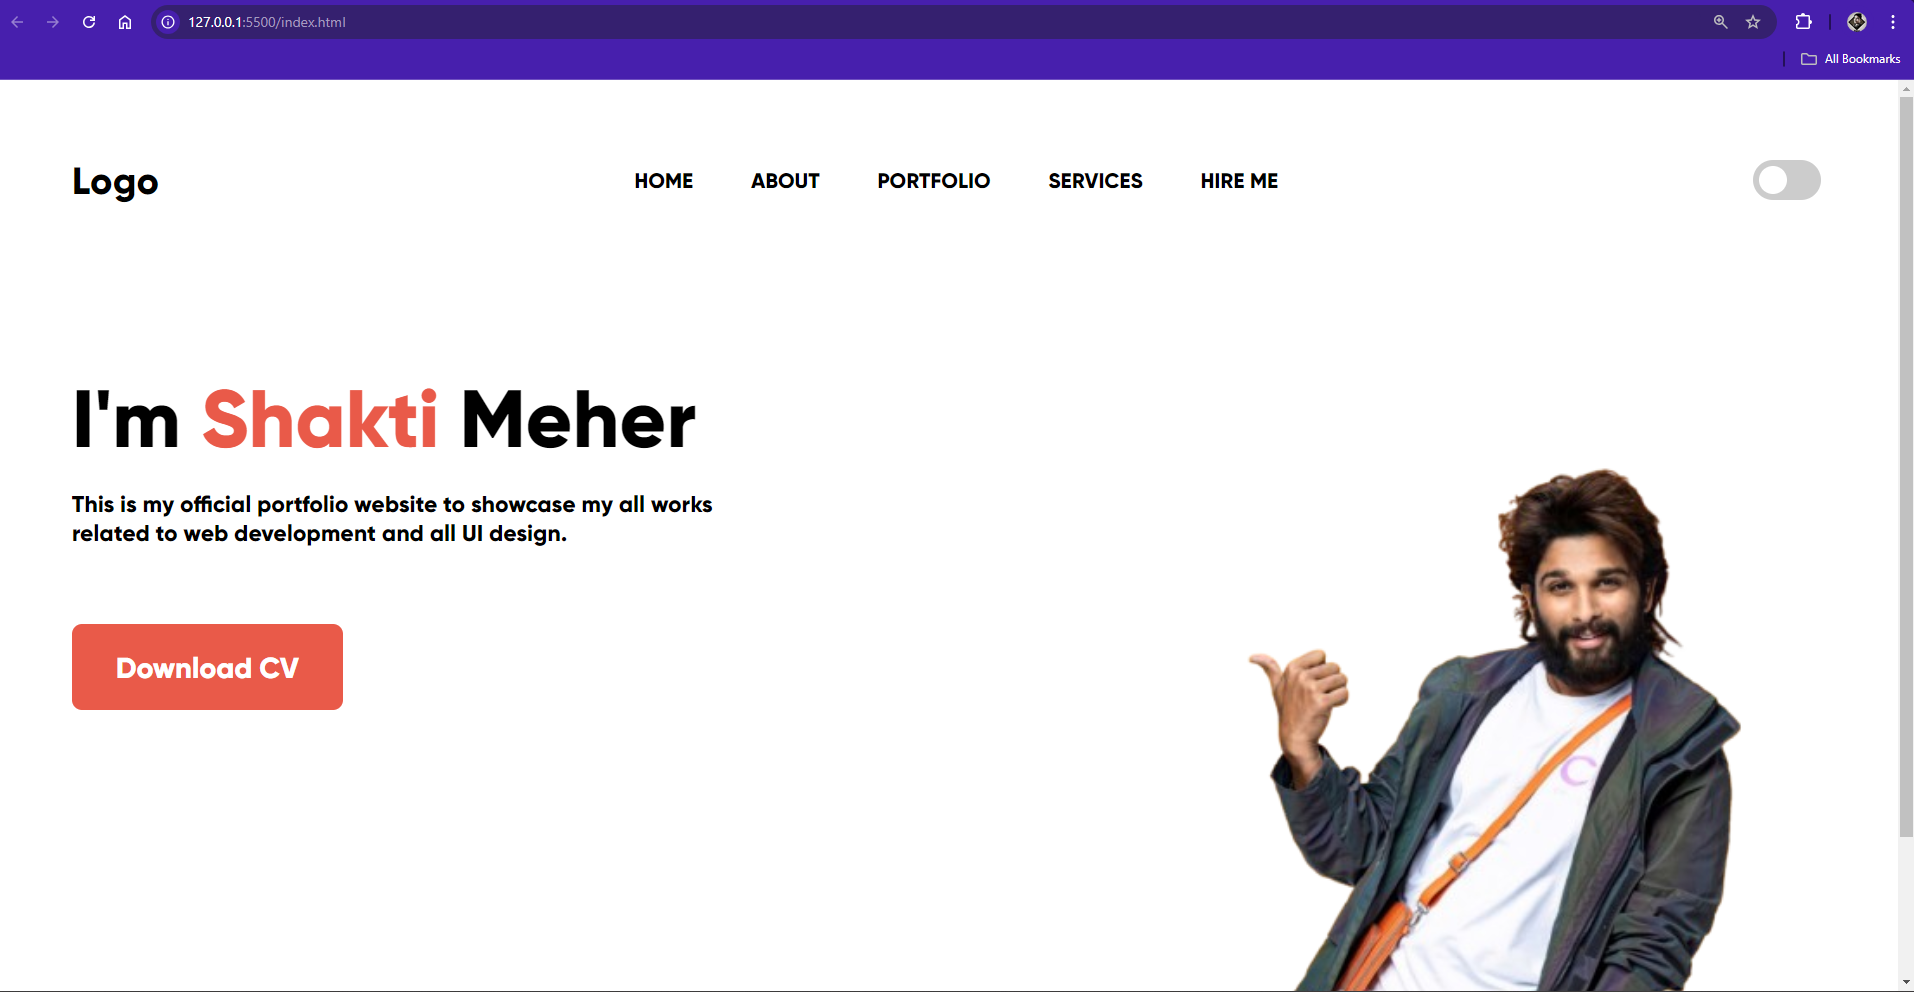 127.0.0.1:5500/index.html
All Bookmarks
Logo
HOME
ABOUT
PORTFOLIO
SERVICES
HIRE ME
I'm Shakti Meher
This is my official portfolio website to showcase my all works
related to web development and all UI design.
Download CV
C